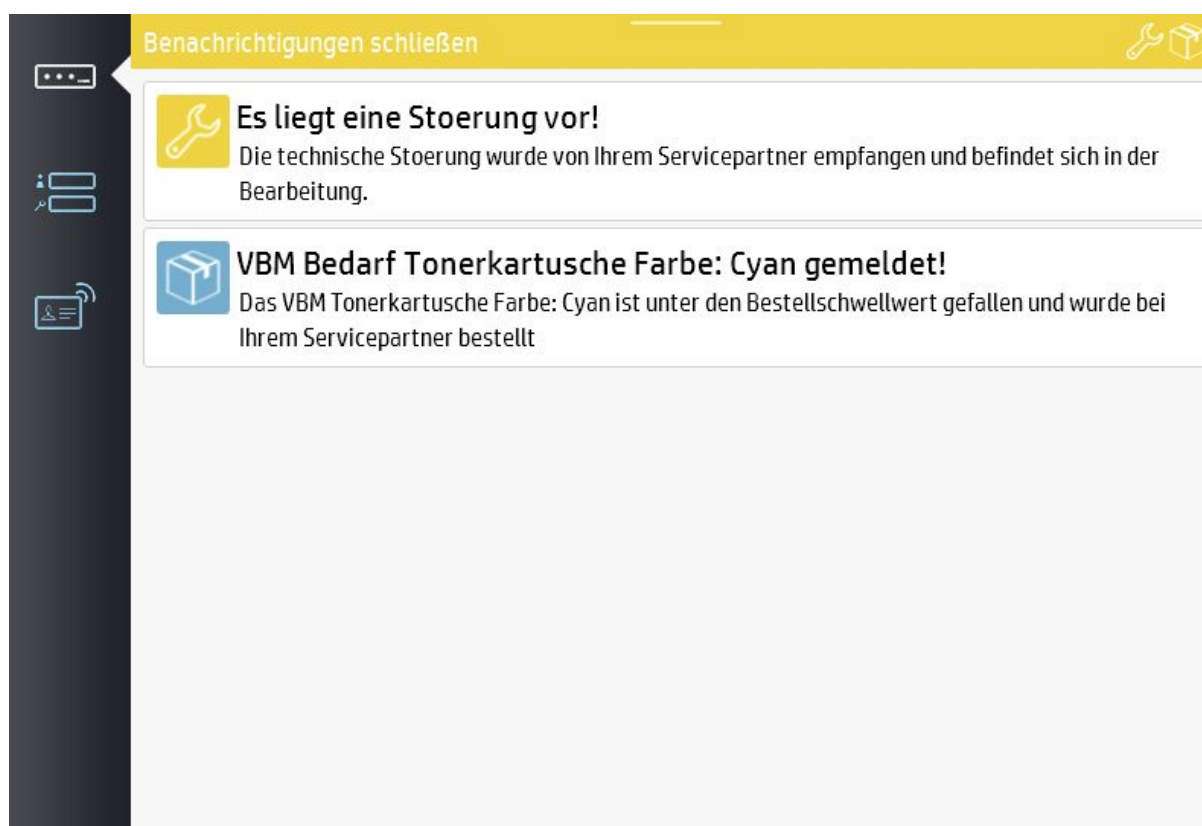 Benachrichtigungen schließen
Es liegt eine Stoerung vor!
Die technische Stoerung wurde von Ihrem Servicepartner empfangen und befindet sich in der
Bearbeitung.
VBM Bedarf Tonerkartusche Farbe: Cyan gemeldet!
Das VBM Tonerkartusche Farbe: Cyan ist unter den Bestellschwellwert gefallen und wurde bei
Ihrem Servicepartner bestellt